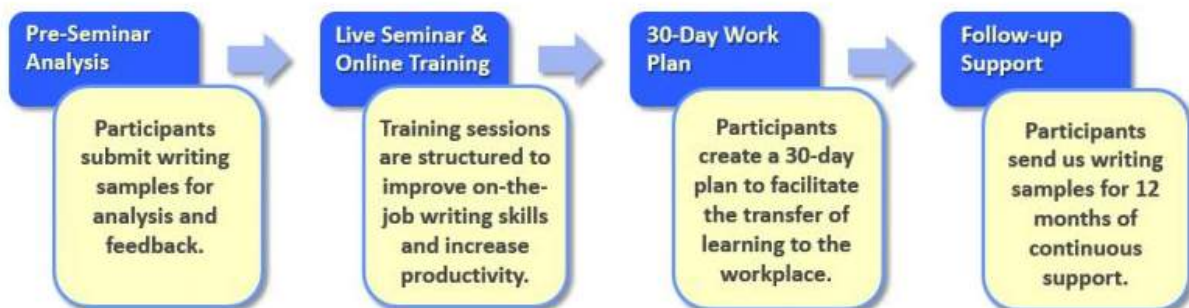 Pre-Seminar
Analysis
Participants
submit writing
samples for
analysis and
feedback.
Live Seminar &
Online Training
Training sessions
are structured to
improve on-the-
job writing skills
and increase
productivity.
30-Day Work
Plan
Participants
create a 30-day
plan to facilitate
the transfer of
learning to the
workplace.
Follow-up
Support
Participants
send us writing
samples for 12
months of
continuous
support.